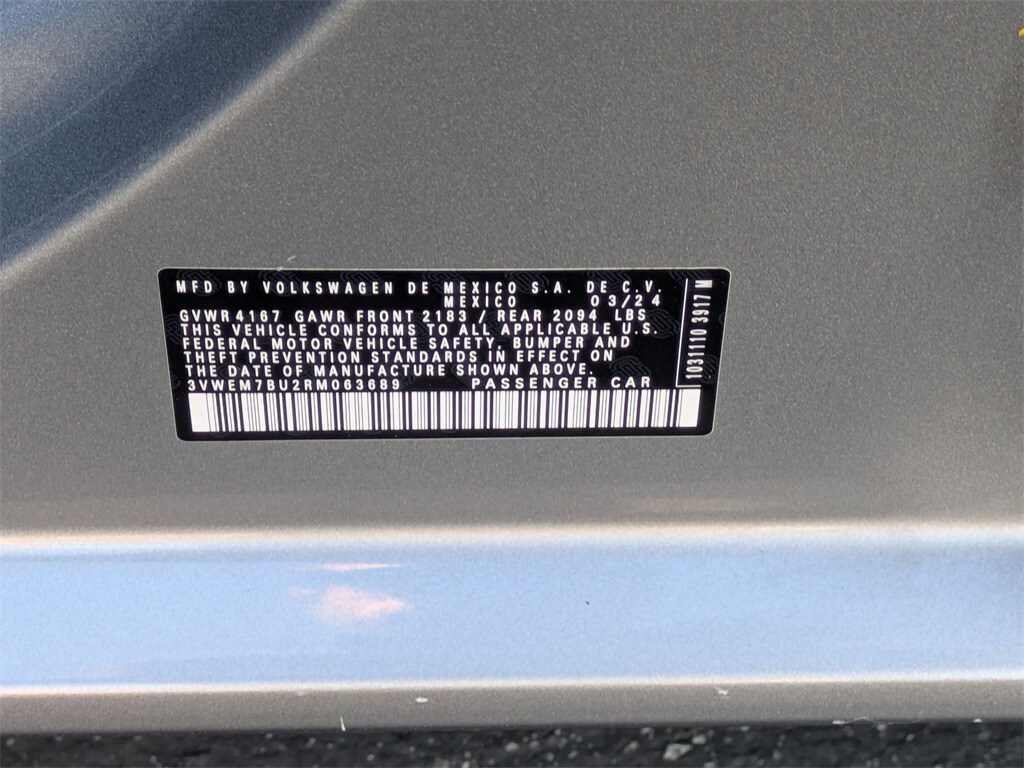 MFD BY VOLKSWAGEN DE MEXICO S.A. DE C.V.
MEXICO 03/24
GVWR 4167 GAWR FRONT 2183 / REAR 2094 LBS
THIS VEHICLE CONFORMS TO ALL APPLICABLE U.S.
FEDERAL MOTOR VEHICLE SAFETY, BUMPER AND
THEFT PREVENTION STANDARDS IN EFFECT ON
THE DATE OF MANUFACTURE SHOWN ABOVE.
3VWEM7BU2RM063689 PASSENGER CAR
1031110 3917 M